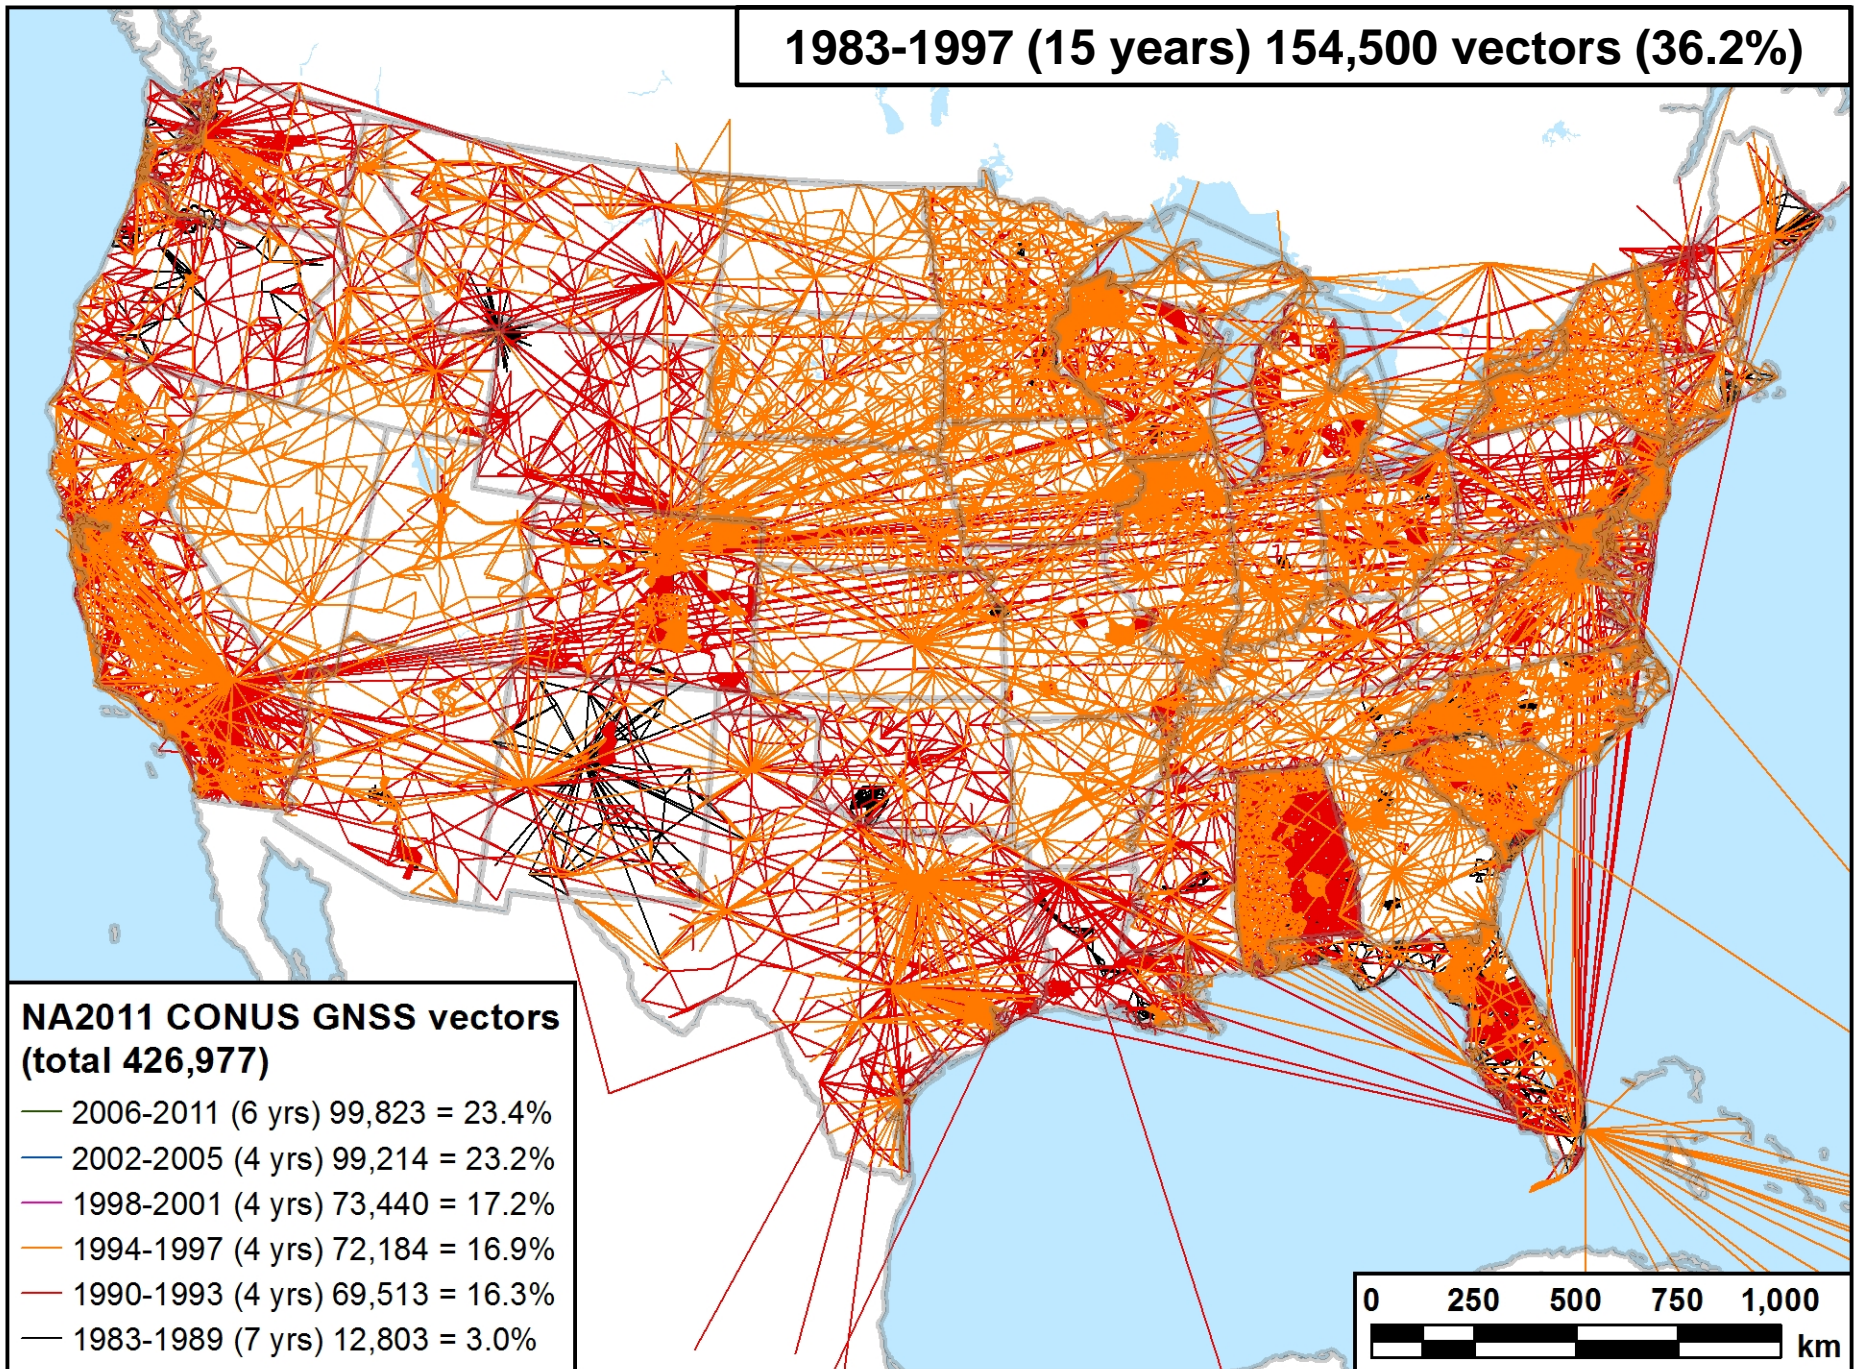 1983-1997 (15 years) 154,500 vectors (36.2%)
NA2011 CONUS GNSS vectors
(total 426,977)
2006-2011 (6 yrs) 99,823 = 23.4%
2002-2005 (4 yrs) 99,214 = 23.2%
1998-2001 (4 yrs) 73,440 = 17.2%
1994-1997 (4 yrs) 72,184 = 16.9%
1990-1993 (4 yrs) 69,513 = 16.3%
1983-1989 (7 yrs) 12,803 = 3.0%
0 250 500 750 1,000
km